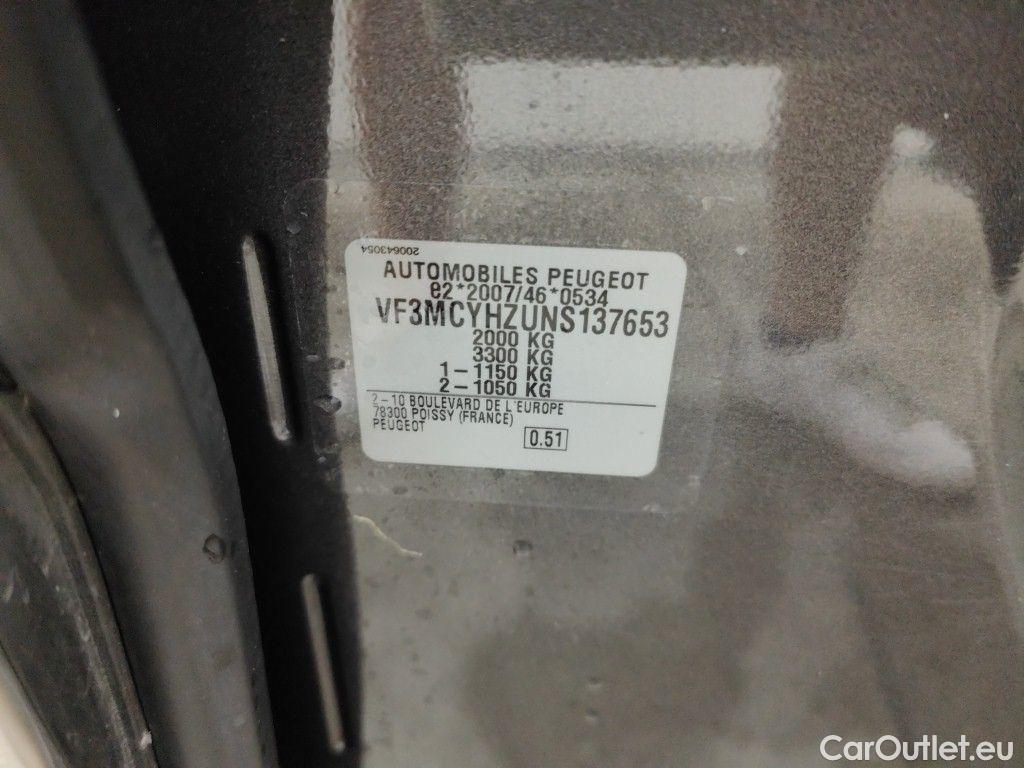 200643054
AUTOMOBILES PEUGEOT
e2*2007/46*0534
VF3MCYHZUNS137653
2000 KG
3300 KG
1-1150 KG
2-1050 KG
2-10 BOULEVARD DE L'EUROPE
78300 POISSY (FRANCE)
PEUGEOT
0.51
CarOutlet.eu